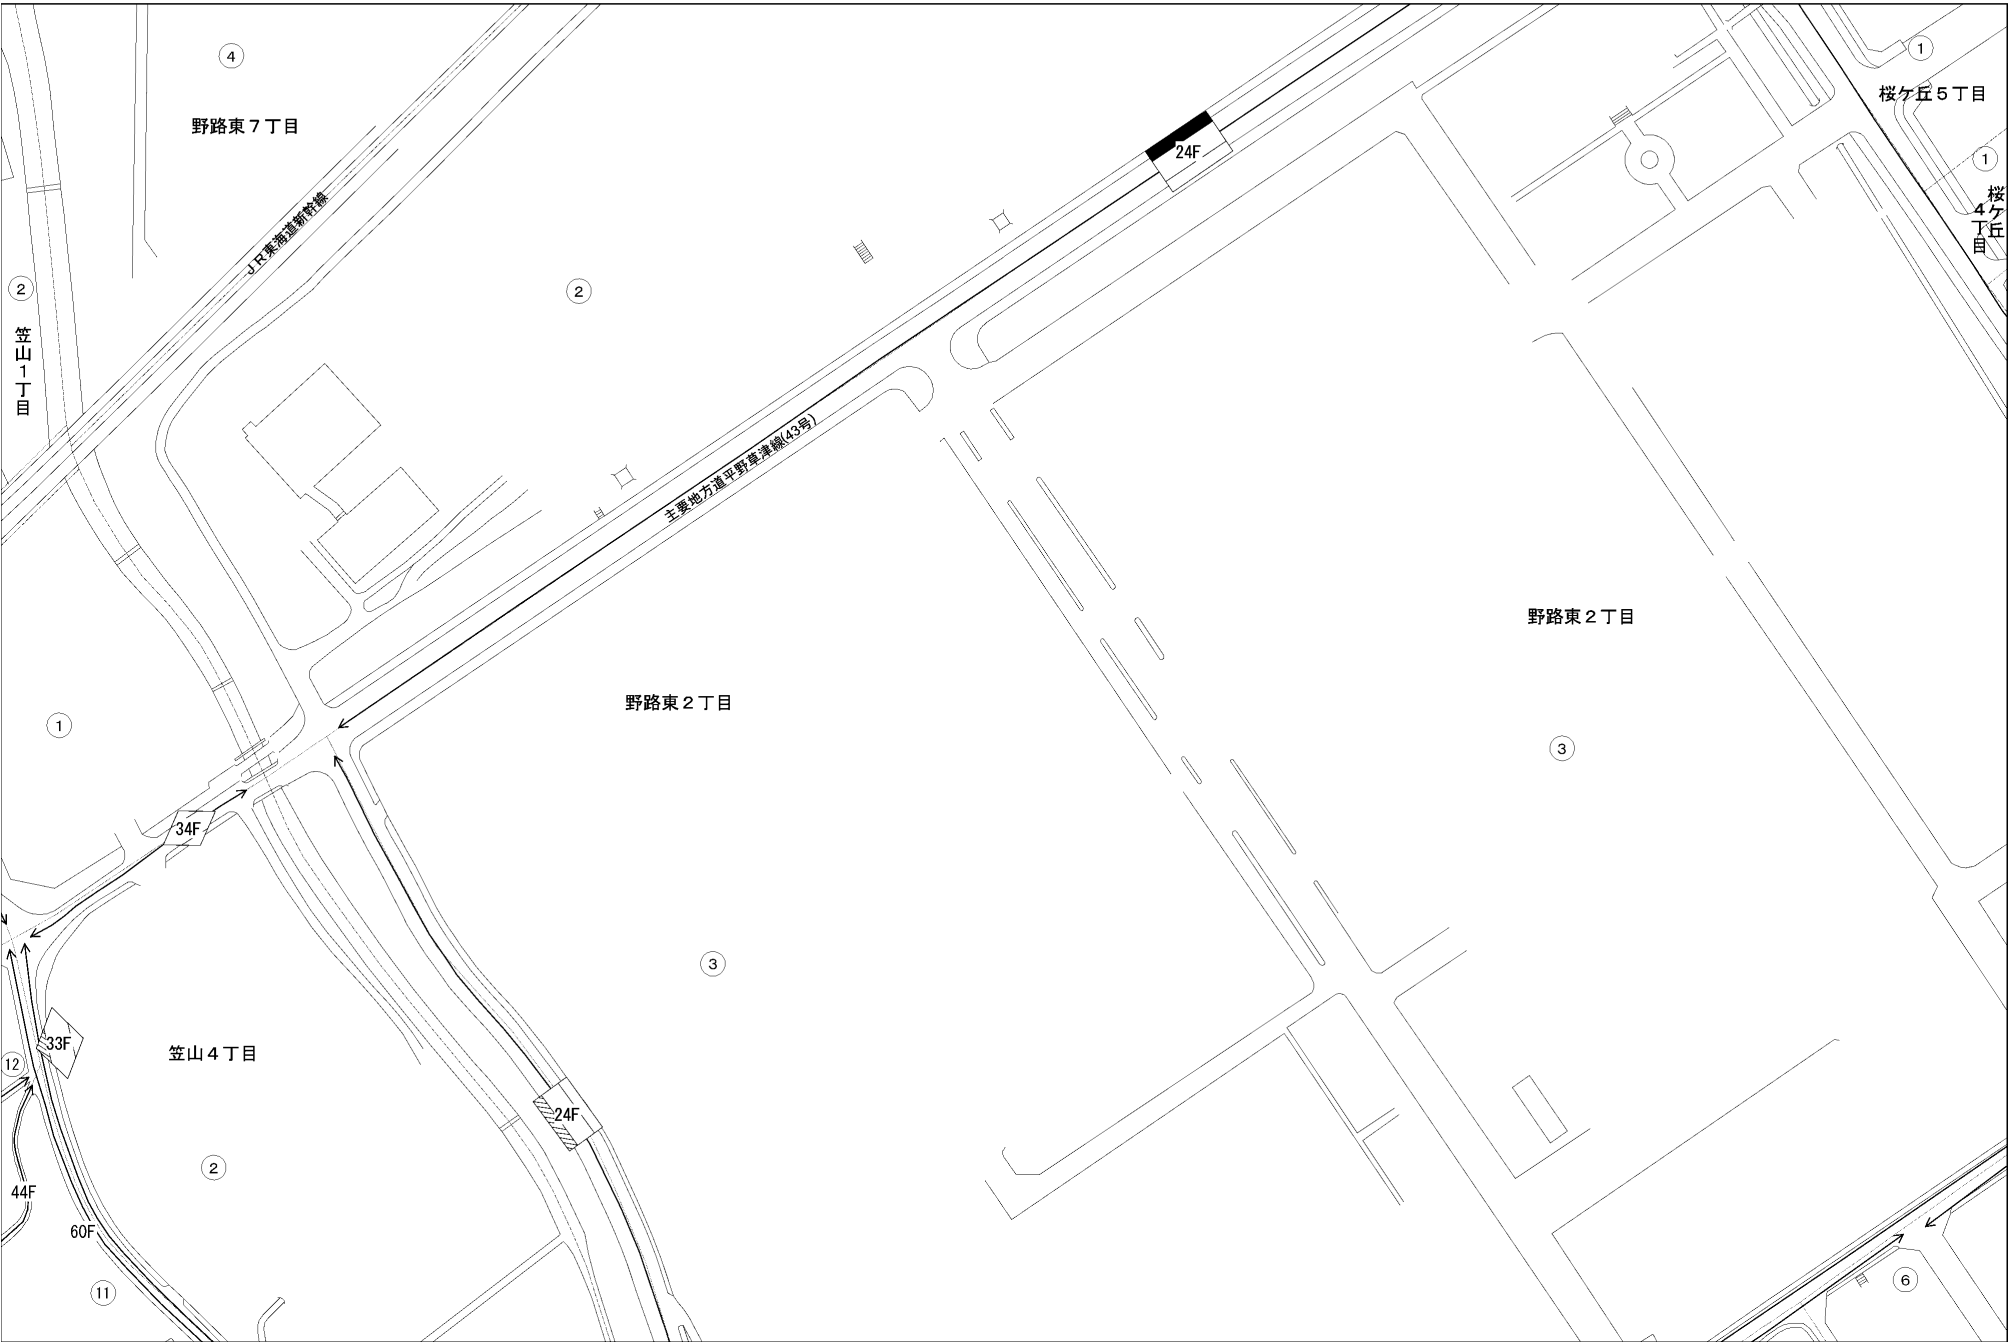 ④
①
野路東７丁目
桜ケ丘５丁目
24F
①
桜ケ丘
４丁目
ＪＲ東海道新幹線
②
②
笠山１丁目
主要地方道平野草津線(43号)
野路東２丁目
野路東２丁目
①
③
34F
③
33F
笠山４丁目
⑫
24F
②
44F
60F
⑪
⑥